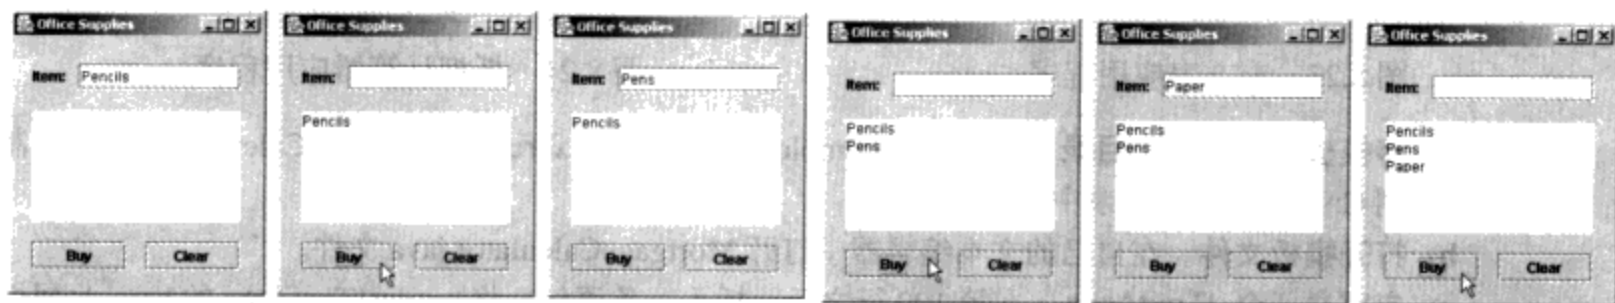 Office Supplies
Item: Pencils
Buy Clear
Office Supplies
Item:
Pencils
Buy Clear
Office Supplies
Item: Pens
Pencils
Buy Clear
Office Supplies
Item:
Pencils
Pens
Buy Clear
Office Supplies
Item: Paper
Pencils
Pens
Buy Clear
Office Supplies
Item:
Pencils
Pens
Paper
Buy Clear